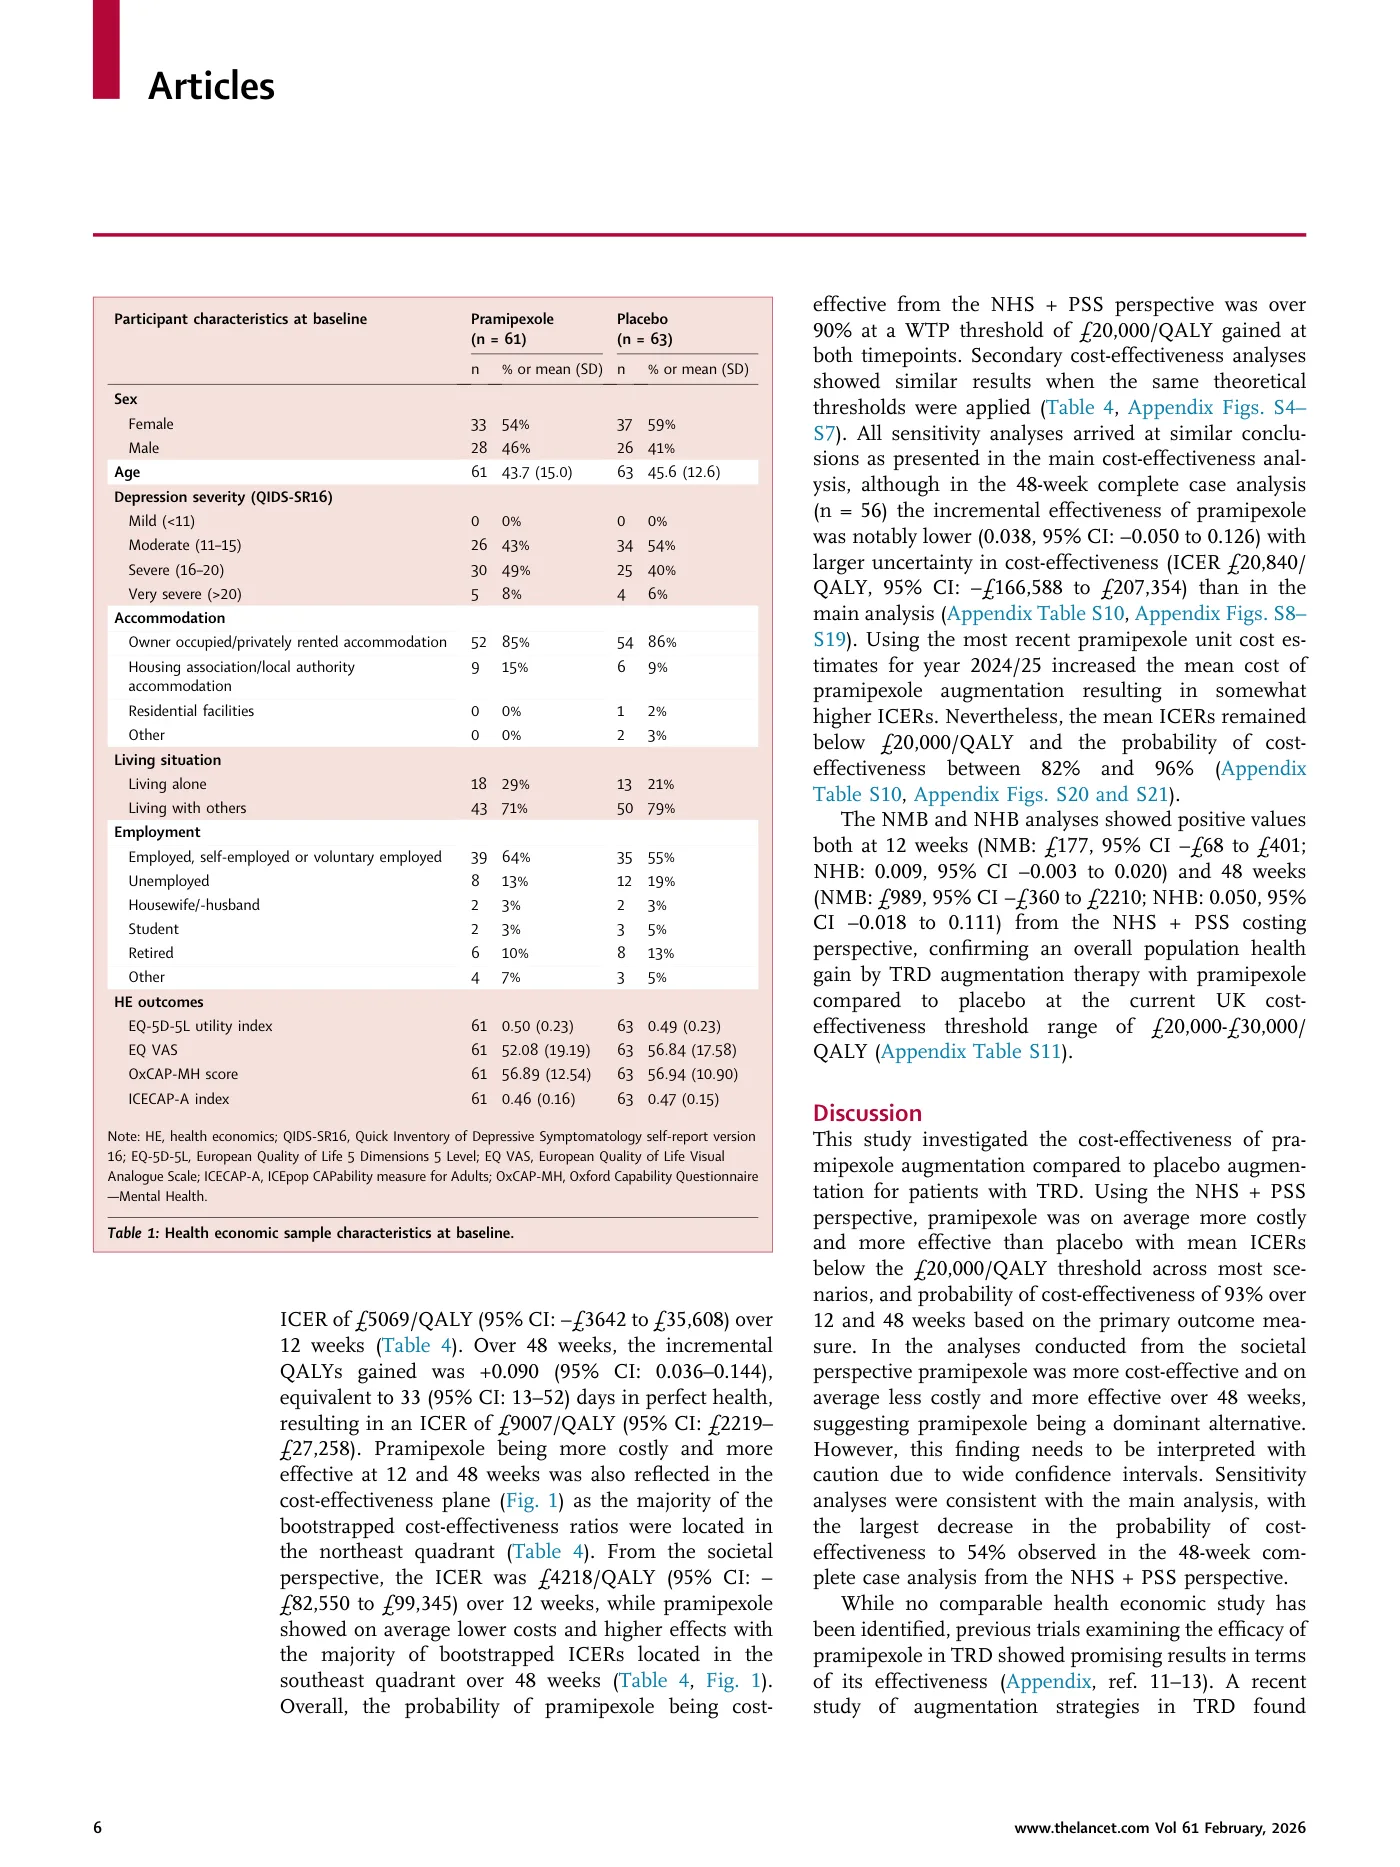 Articles
Participant characteristics at baseline Pramipexole (n = 61) Placebo (n = 63)
n % or mean (SD) n % or mean (SD)
Sex
Female 33 54% 37 59%
Male 28 46% 26 41%
Age 61 43.7 (15.0) 63 45.6 (12.6)
Depression severity (QIDS-SR16)
Mild (<11) 0 0% 0 0%
Moderate (11–15) 26 43% 34 54%
Severe (16–20) 30 49% 25 40%
Very severe (>20) 5 8% 4 6%
Accommodation
Owner occupied/privately rented accommodation 52 85% 54 86%
Housing association/local authority 9 15% 6 9%
accommodation
Residential facilities 0 0% 1 2%
Other 0 0% 2 3%
Living situation
Living alone 18 29% 13 21%
Living with others 43 71% 50 79%
Employment
Employed, self-employed or voluntary employed 39 64% 35 55%
Unemployed 8 13% 12 19%
Housewife/-husband 2 3% 2 3%
Student 2 3% 3 5%
Retired 6 10% 8 13%
Other 4 7% 3 5%
HE outcomes
EQ-5D-5L utility index 61 0.50 (0.23) 63 0.49 (0.23)
EQ VAS 61 52.08 (19.19) 63 56.84 (17.58)
OxCAP-MH score 61 56.89 (12.54) 63 56.94 (10.90)
ICECAP-A index 61 0.46 (0.16) 63 0.47 (0.15)
Note: HE, health economics; QIDS-SR16, Quick Inventory of Depressive Symptomatology self-report version
16; EQ-5D-5L, European Quality of Life 5 Dimensions 5 Level; EQ VAS, European Quality of Life Visual
Analogue Scale; ICECAP-A, ICEpop CAPability measure for Adults; OxCAP-MH, Oxford Capability Questionnaire
—Mental Health.
Table 1: Health economic sample characteristics at baseline.
ICER of £5069/QALY (95% CI: –£3642 to £35,608) over
12 weeks (Table 4). Over 48 weeks, the incremental
QALYs gained was +0.090 (95% CI: 0.036–0.144),
equivalent to 33 (95% CI: 13–52) days in perfect health,
resulting in an ICER of £9007/QALY (95% CI: £2219–
£27,258). Pramipexole being more costly and more
effective at 12 and 48 weeks was also reflected in the
cost-effectiveness plane (Fig. 1) as the majority of the
bootstrapped cost-effectiveness ratios were located in
the northeast quadrant (Table 4). From the societal
perspective, the ICER was £4218/QALY (95% CI: –
£82,550 to £99,345) over 12 weeks, while pramipexole
showed on average lower costs and higher effects with
the majority of bootstrapped ICERs located in the
southeast quadrant over 48 weeks (Table 4, Fig. 1).
Overall, the probability of pramipexole being cost-
effective from the NHS + PSS perspective was over
90% at a WTP threshold of £20,000/QALY gained at
both timepoints. Secondary cost-effectiveness analyses
showed similar results when the same theoretical
thresholds were applied (Table 4, Appendix Figs. S4–
S7). All sensitivity analyses arrived at similar conclu-
sions as presented in the main cost-effectiveness anal-
ysis, although in the 48-week complete case analysis
(n = 56) the incremental effectiveness of pramipexole
was notably lower (0.038, 95% CI: –0.050 to 0.126) with
larger uncertainty in cost-effectiveness (ICER £20,840/
QALY, 95% CI: –£166,588 to £207,354) than in the
main analysis (Appendix Table S10, Appendix Figs. S8–
S19). Using the most recent pramipexole unit cost es-
timates for year 2024/25 increased the mean cost of
pramipexole augmentation resulting in somewhat
higher ICERs. Nevertheless, the mean ICERs remained
below £20,000/QALY and the probability of cost-
effectiveness between 82% and 96% (Appendix
Table S10, Appendix Figs. S20 and S21).
The NMB and NHB analyses showed positive values
both at 12 weeks (NMB: £177, 95% CI –£68 to £401;
NHB: 0.009, 95% CI –0.003 to 0.020) and 48 weeks
(NMB: £989, 95% CI –£360 to £2210; NHB: 0.050, 95%
CI –0.018 to 0.111) from the NHS + PSS costing
perspective, confirming an overall population health
gain by TRD augmentation therapy with pramipexole
compared to placebo at the current UK cost-
effectiveness threshold range of £20,000-£30,000/
QALY (Appendix Table S11).
Discussion
This study investigated the cost-effectiveness of pra-
mipexole augmentation compared to placebo augmen-
tation for patients with TRD. Using the NHS + PSS
perspective, pramipexole was on average more costly
and more effective than placebo with mean ICERs
below the £20,000/QALY threshold across most sce-
narios, and probability of cost-effectiveness of 93% over
12 and 48 weeks based on the primary outcome mea-
sure. In the analyses conducted from the societal
perspective pramipexole was more cost-effective and on
average less costly and more effective over 48 weeks,
suggesting pramipexole being a dominant alternative.
However, this finding needs to be interpreted with
caution due to wide confidence intervals. Sensitivity
analyses were consistent with the main analysis, with
the largest decrease in the probability of cost-
effectiveness to 54% observed in the 48-week com-
plete case analysis from the NHS + PSS perspective.
While no comparable health economic study has
been identified, previous trials examining the efficacy of
pramipexole in TRD showed promising results in terms
of its effectiveness (Appendix, ref. 11–13). A recent
study of augmentation strategies in TRD found
6
www.thelancet.com Vol 61 February, 2026